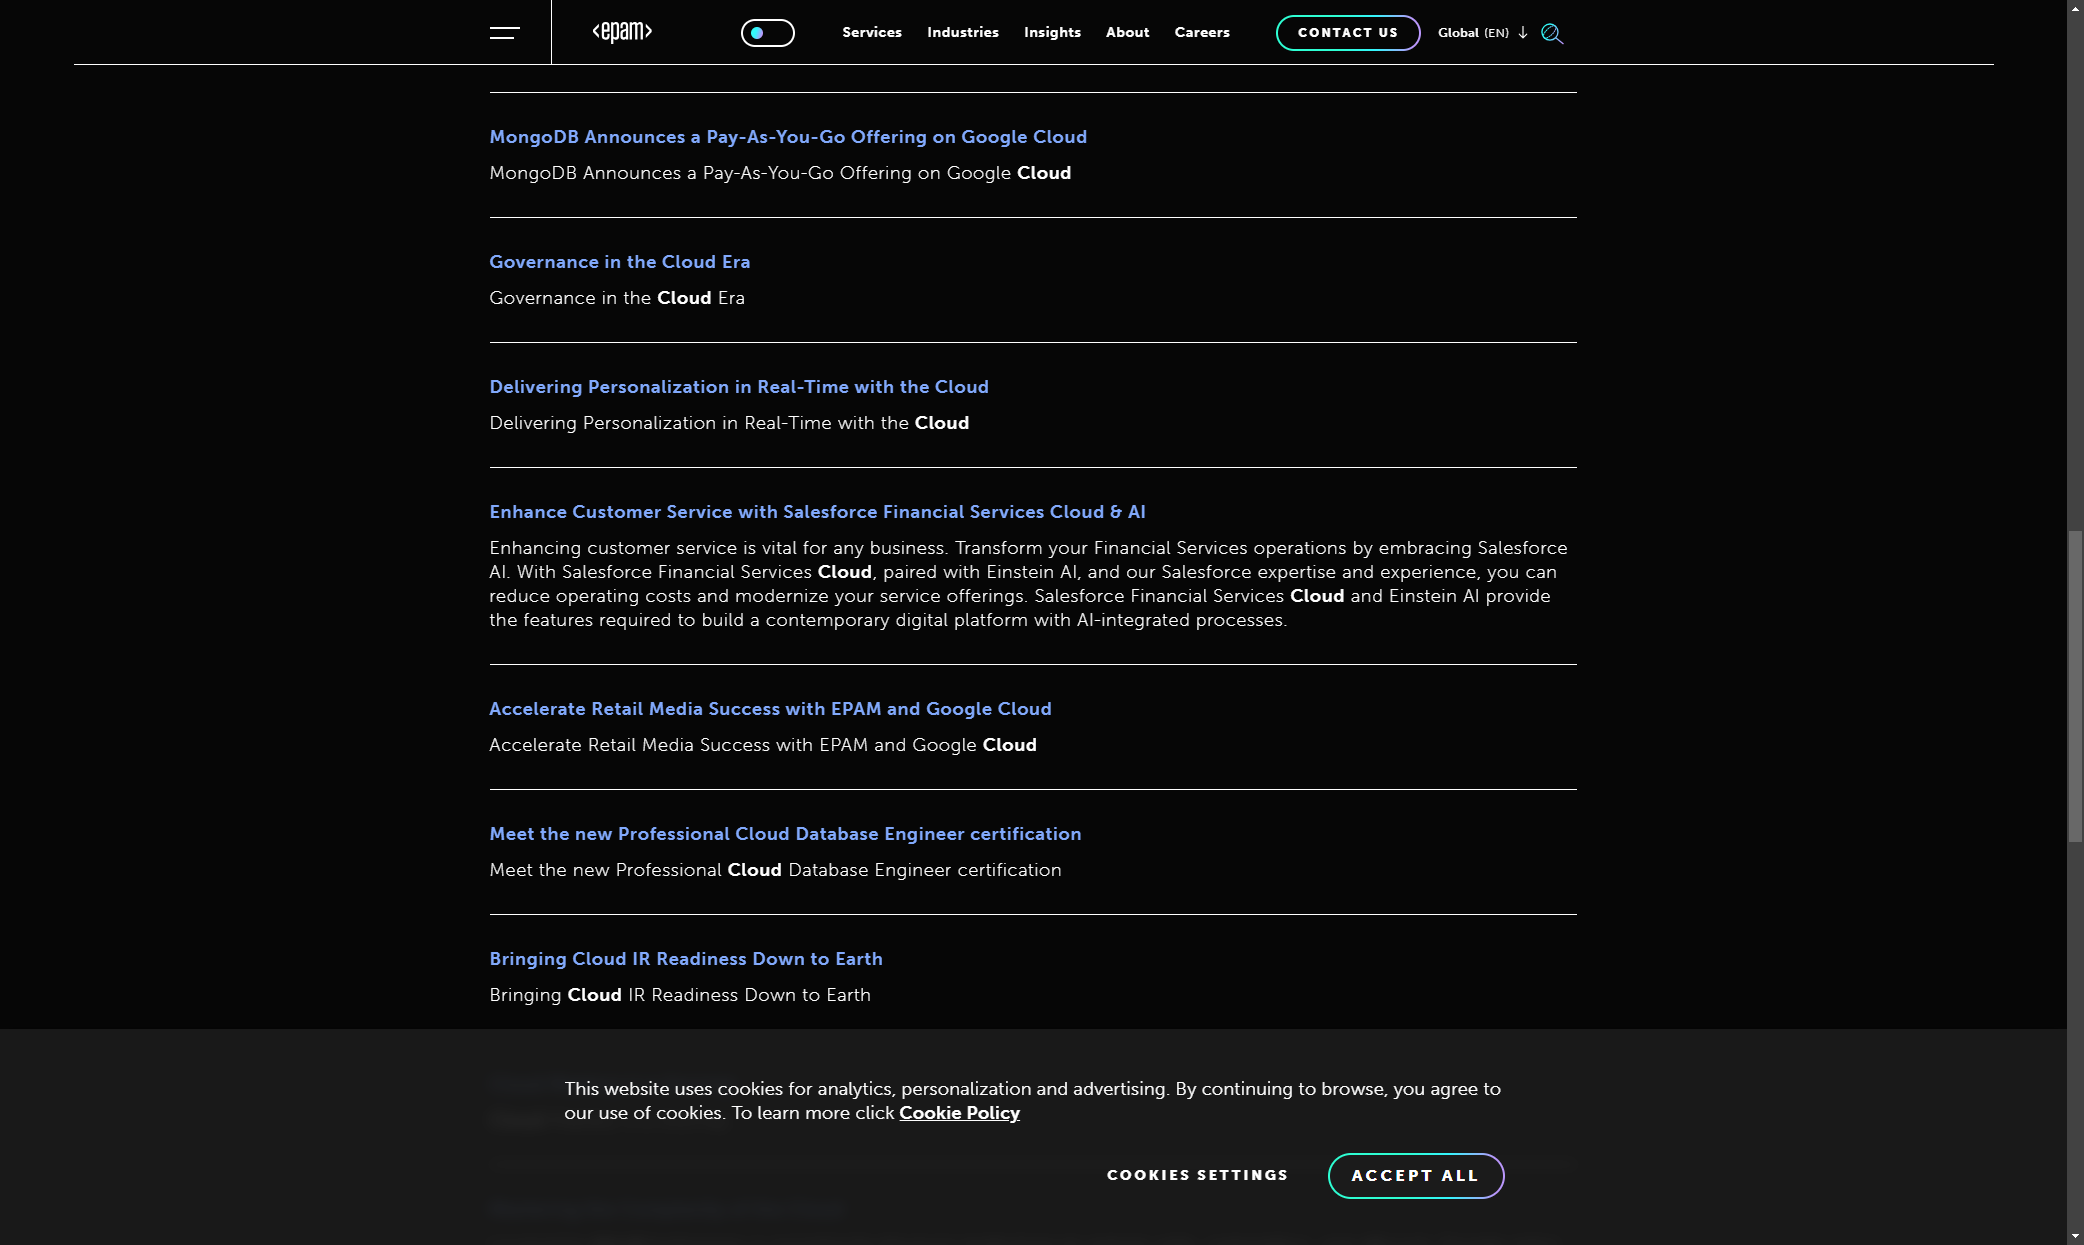 <epam>
Services Industries Insights About Careers
CONTACT US
Global (EN)
MongoDB Announces a Pay-As-You-Go Offering on Google Cloud
MongoDB Announces a Pay-As-You-Go Offering on Google Cloud
Governance in the Cloud Era
Governance in the Cloud Era
Delivering Personalization in Real-Time with the Cloud
Delivering Personalization in Real-Time with the Cloud
Enhance Customer Service with Salesforce Financial Services Cloud & AI
Enhancing customer service is vital for any business. Transform your Financial Services operations by embracing Salesforce
AI. With Salesforce Financial Services Cloud, paired with Einstein AI, and our Salesforce expertise and experience, you can
reduce operating costs and modernize your service offerings. Salesforce Financial Services Cloud and Einstein AI provide
the features required to build a contemporary digital platform with AI-integrated processes.
Accelerate Retail Media Success with EPAM and Google Cloud
Accelerate Retail Media Success with EPAM and Google Cloud
Meet the new Professional Cloud Database Engineer certification
Meet the new Professional Cloud Database Engineer certification
Bringing Cloud IR Readiness Down to Earth
Bringing Cloud IR Readiness Down to Earth
This website uses cookies for analytics, personalization and advertising. By continuing to browse, you agree to
our use of cookies. To learn more click Cookie Policy
COOKIES SETTINGS
ACCEPT ALL